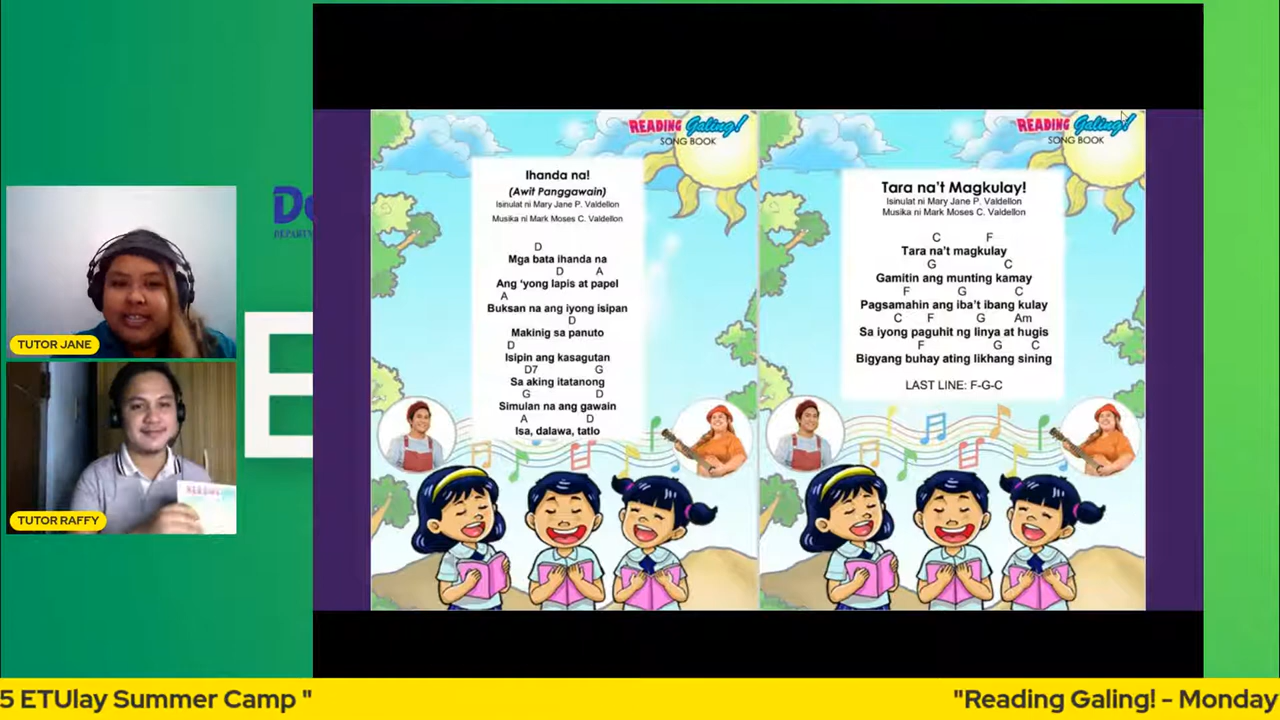 De
DEPARTM
E
TUTOR JANE
TUTOR RAFFY
READING Galing!
SONG BOOK
Ihanda na!
(Awit Panggawain)
Isinulat ni Mary Jane P. Valdellon
Musika ni Mark Moses C. Valdellon
D
Mga bata ihanda na
D A
Ang ‘yong lapis at papel
A
Buksan na ang iyong isipan
D
Makinig sa panuto
D
Isipin ang kasagutan
D7 G
Sa aking itatanong
G D
Simulan na ang gawain
A D
Isa, dalawa, tatlo
READING Galing!
SONG BOOK
Tara na’t Magkulay!
Isinulat ni Mary Jane P. Valdellon
Musika ni Mark Moses C. Valdellon
C F
Tara na’t magkulay
G C
Gamitin ang munting kamay
F G C
Pagsamahin ang iba’t ibang kulay
C F G Am
Sa iyong paguhit ng linya at hugis
F G C
Bigyang buhay ating likhang sining
LAST LINE: F-G-C
5 ETUlay Summer Camp "
"Reading Galing! - Monday